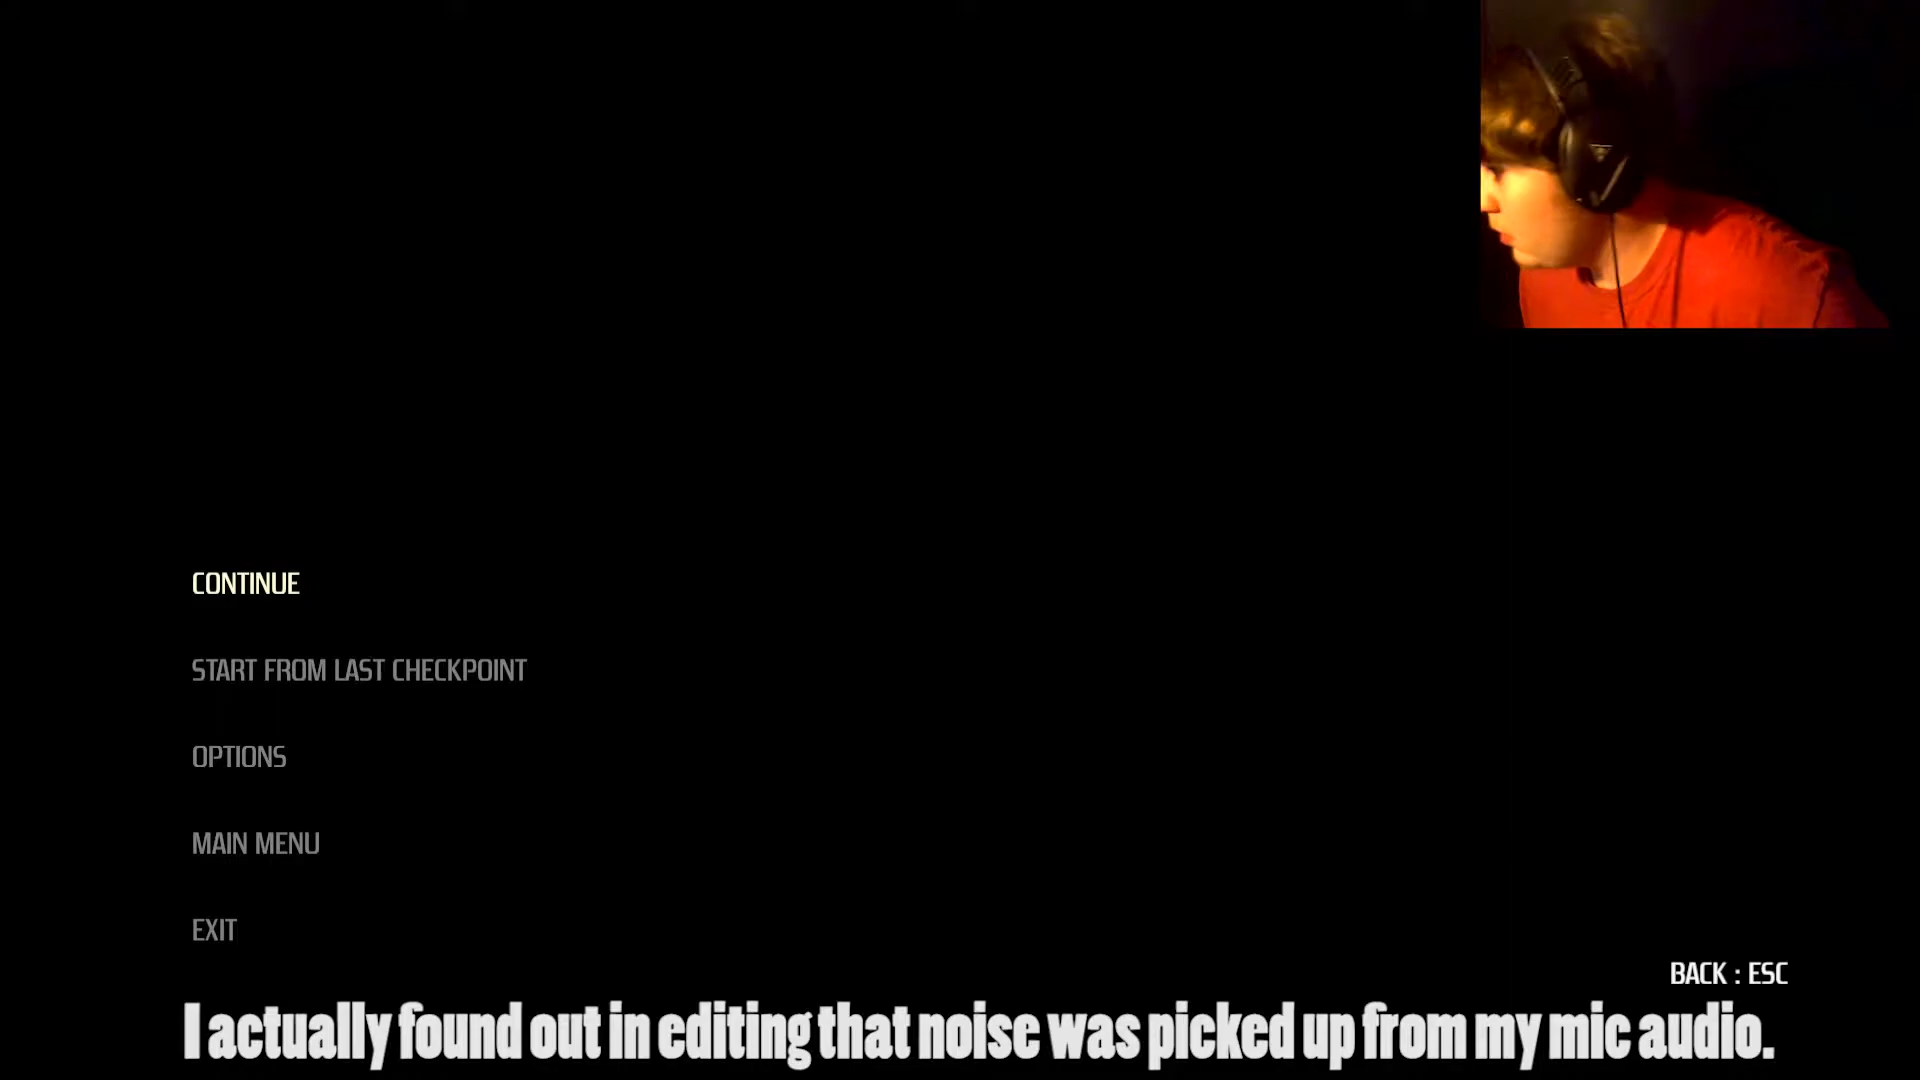 CONTINUE
START FROM LAST CHECKPOINT
OPTIONS
MAIN MENU
EXIT
BACK : ESC
I actually found out in editing that noise was picked up from my mic audio.